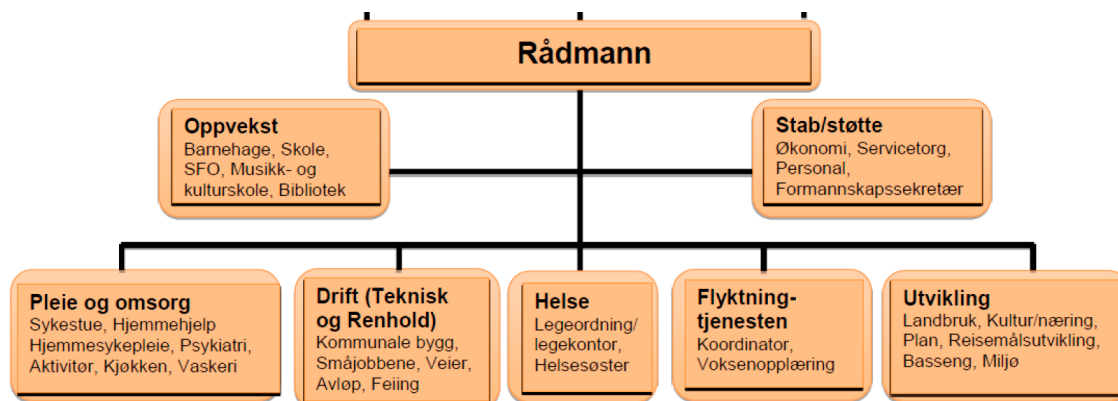 Rådmann
Oppvekst
Barnehage, Skole,
SFO, Musikk- og
kulturskole, Bibliotek
Stab/støtte
Økonomi, Servicetorg,
Personal,
Formannskapssekretær
Pleie og omsorg
Sykestue, Hjemmehjelp
Hjemmesykepleie, Psykiatri,
Aktivitør, Kjøkken, Vaskeri
Drift (Teknisk
og Renhold)
Kommunale bygg,
Småjobbene, Veier,
Avløp, Feiing
Helse
Legeordning/
legekontor,
Helsesøster
Flyktning-
tjenesten
Koordinator,
Voksenopplæring
Utvikling
Landbruk, Kultur/næring,
Plan, Reisemålsutvikling,
Basseng, Miljø